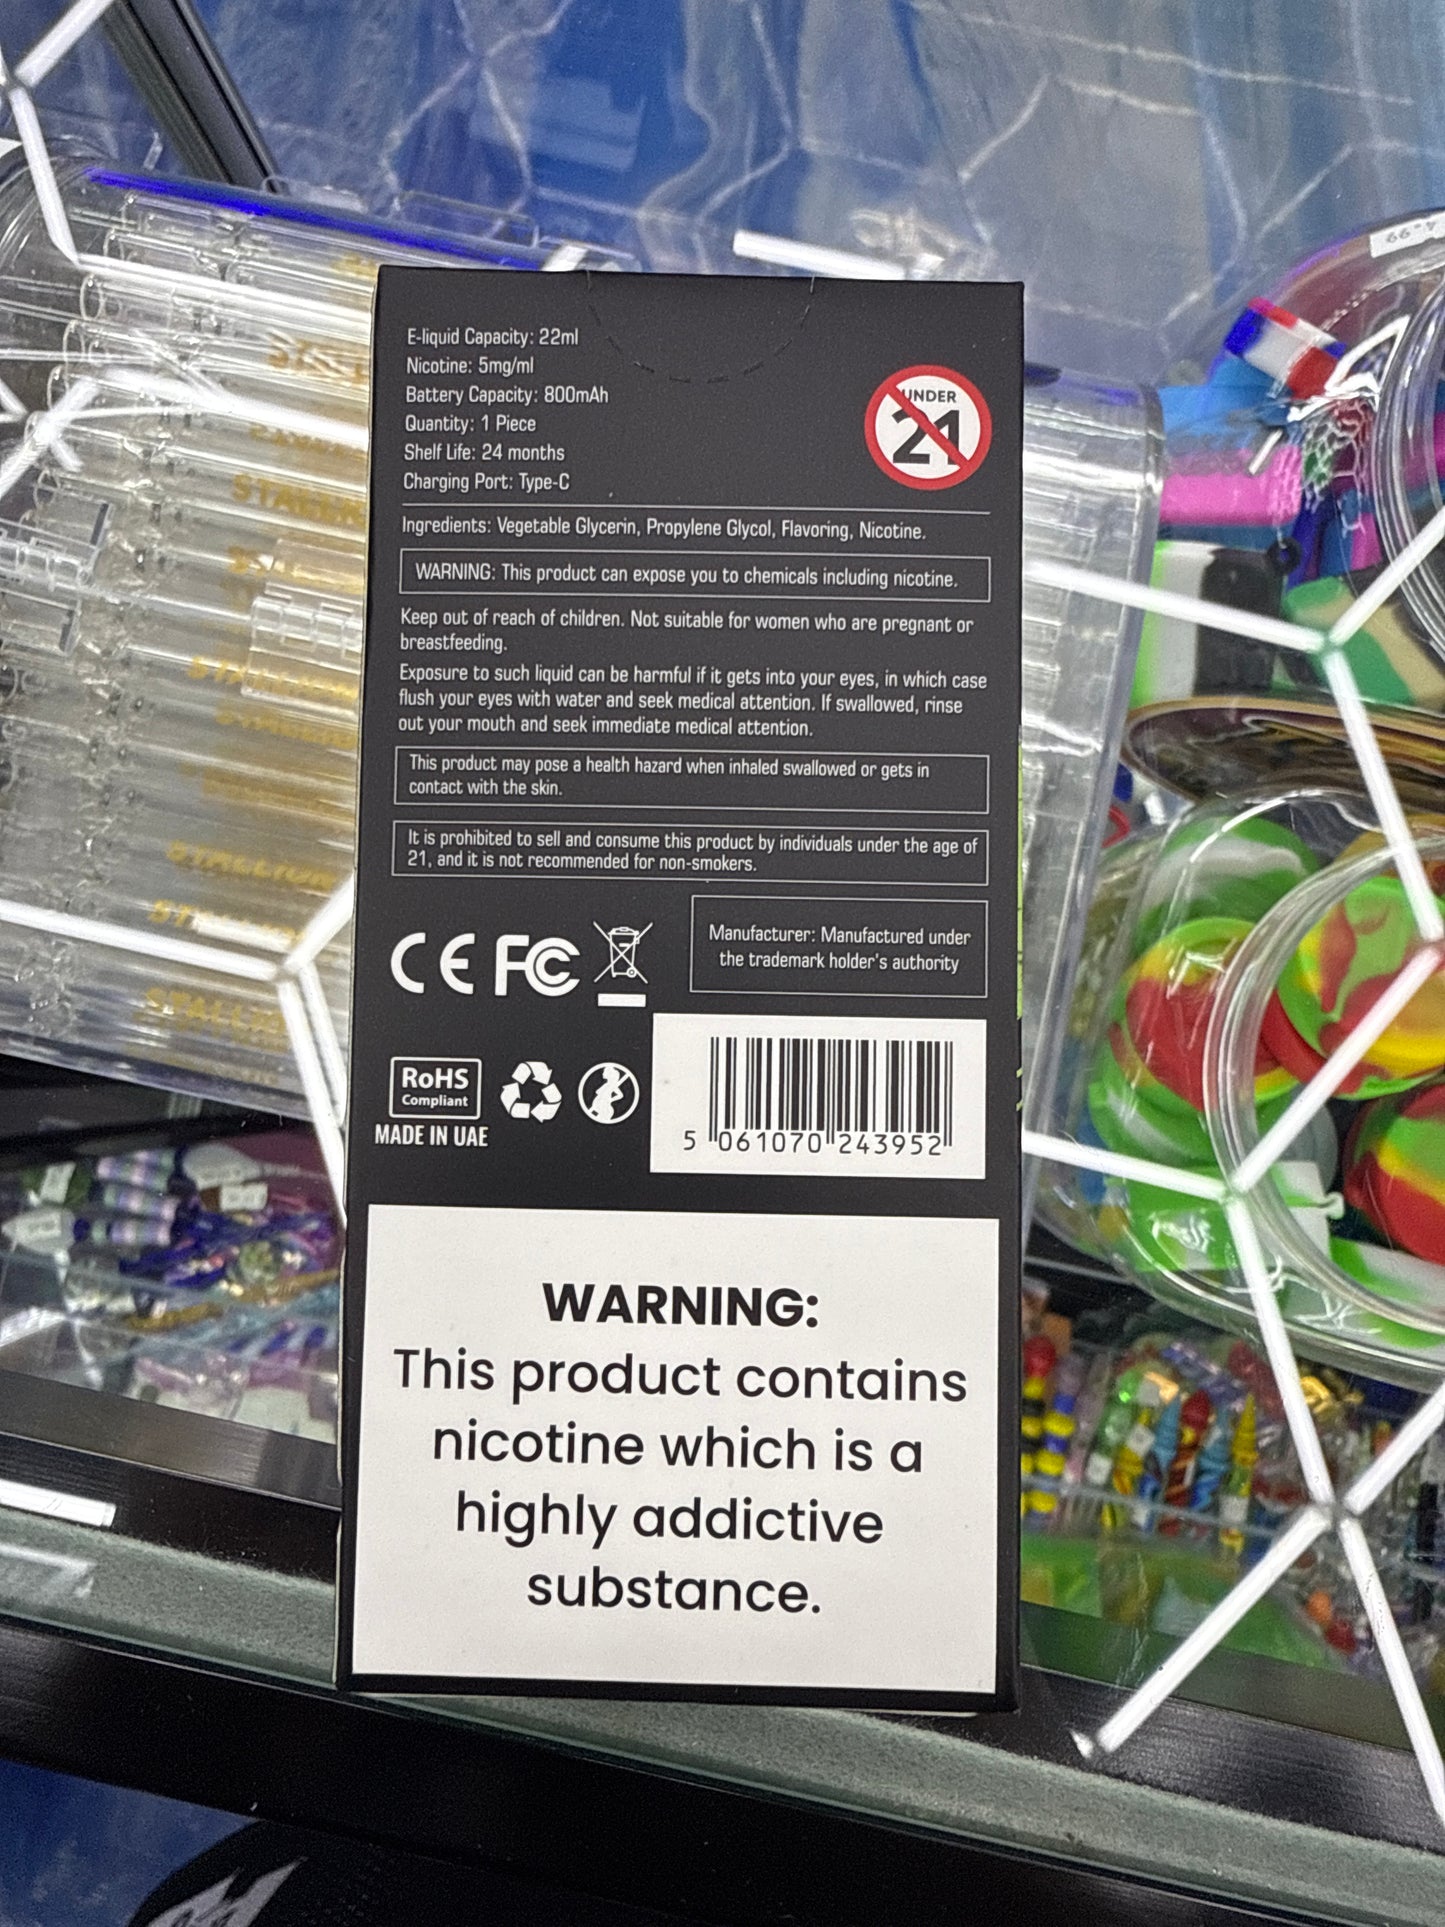 E-liquid Capacity: 22ml
Nicotine: 5mg/ml
Battery Capacity: 800mAh
Quantity: 1 Piece
Shelf Life: 24 months
Charging Port: Type-C
UNDER
21
Ingredients: Vegetable Glycerin, Propylene Glycol, Flavoring, Nicotine.
WARNING: This product can expose you to chemicals including nicotine.
Keep out of reach of children. Not suitable for women who are pregnant or
breastfeeding.
Exposure to such liquid can be harmful if it gets into your eyes, in which case
flush your eyes with water and seek medical attention. If swallowed, rinse
out your mouth and seek immediate medical attention.
This product may pose a health hazard when inhaled swallowed or gets in
contact with the skin.
It is prohibited to sell and consume this product by individuals under the age of
21, and it is not recommended for non-smokers.
CE FC
Manufacturer: Manufactured under
the trademark holder's authority
RoHS
Compliant
MADE IN UAE
5 061070 243952
WARNING:
This product contains
nicotine which is a
highly addictive
substance.
STALLION